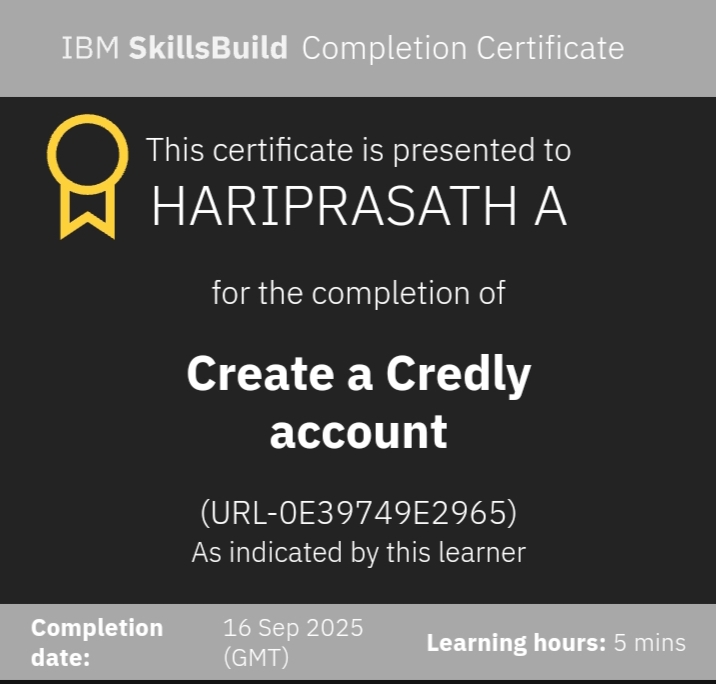 IBM SkillsBuild Completion Certificate
This certificate is presented to
HARIPRASATH A
for the completion of
Create a Credly
account
(URL-0E39749E2965)
As indicated by this learner
Completion
date:
16 Sep 2025
(GMT)
Learning hours: 5 mins